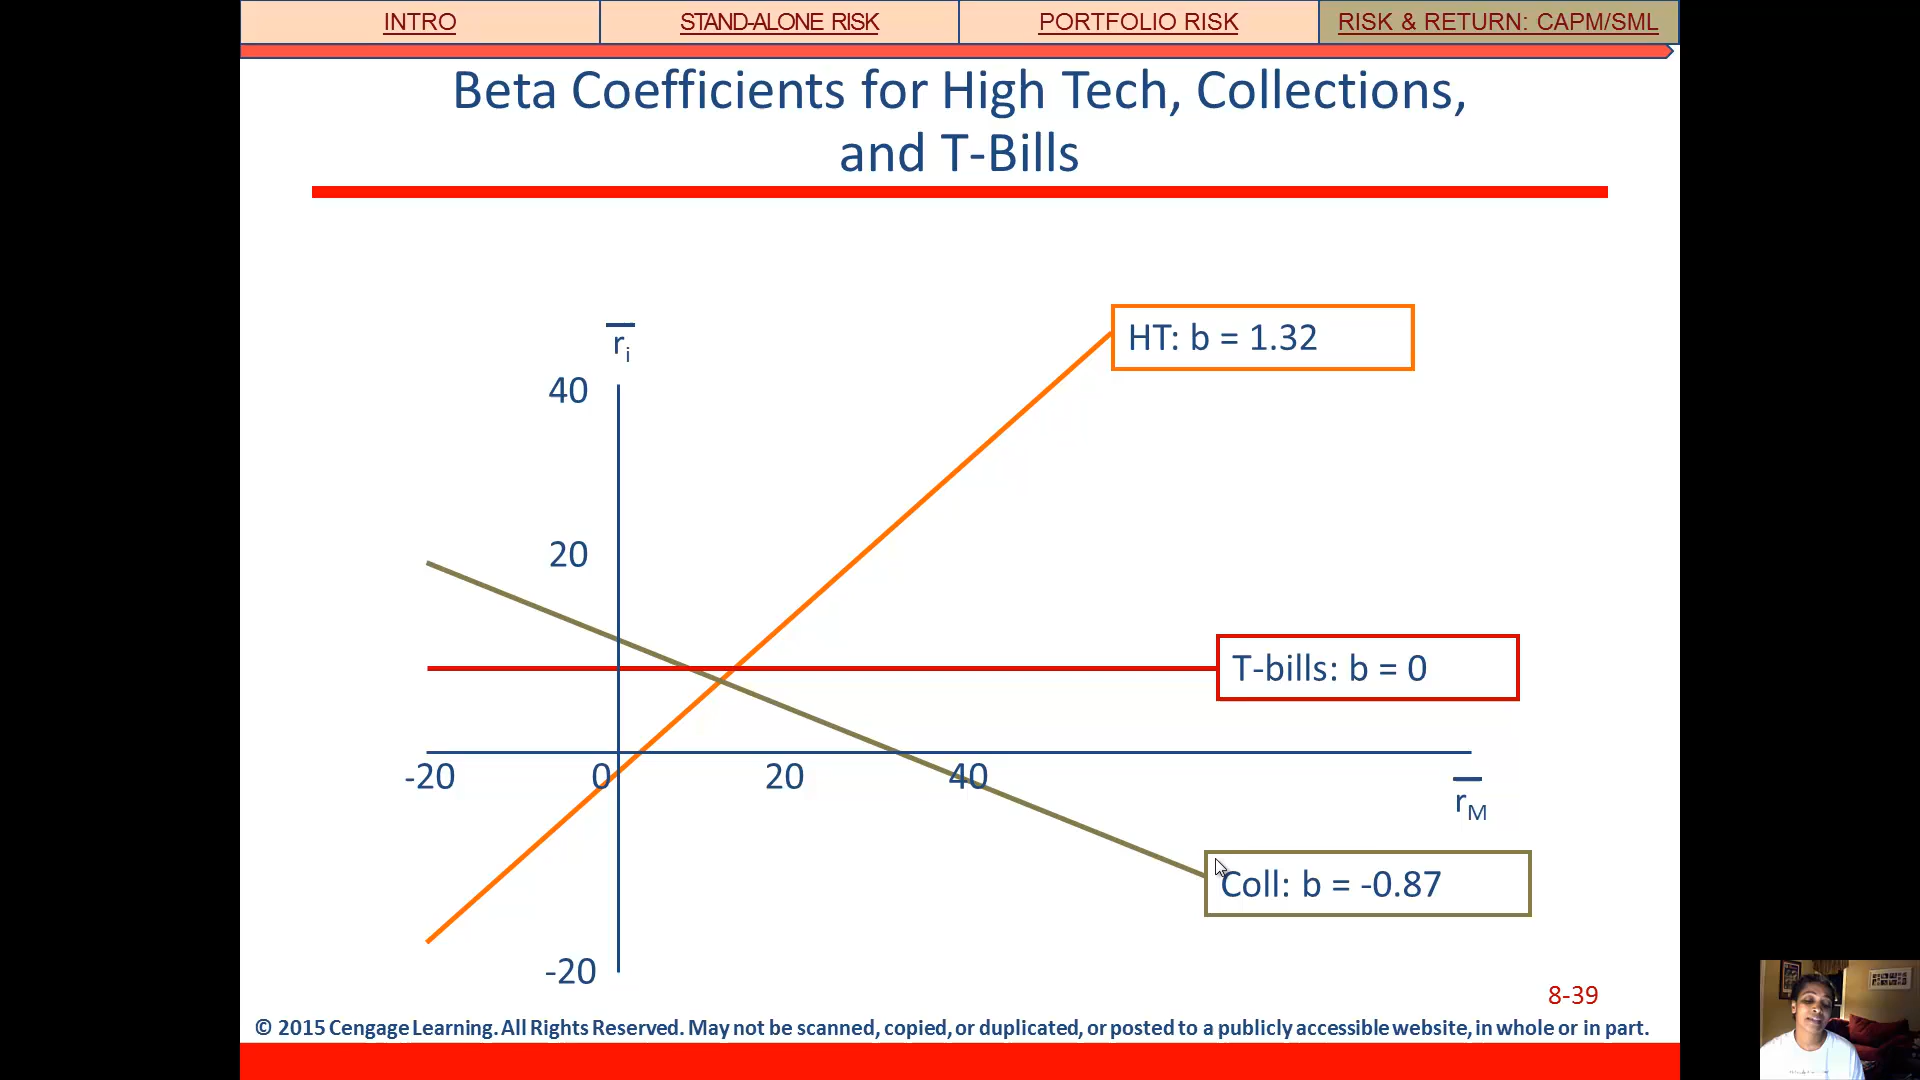 INTRO
STAND-ALONE RISK
PORTFOLIO RISK
RISK & RETURN: CAPM/SML
Beta Coefficients for High Tech, Collections,
and T-Bills
HT: b = 1.32
ri
40
20
T-bills: b = 0
-20
0
20
40
rM
Coll: b = -0.87
-20
8-39
© 2015 Cengage Learning. All Rights Reserved. May not be scanned, copied, or duplicated, or posted to a publicly accessible website, in whole or in part.